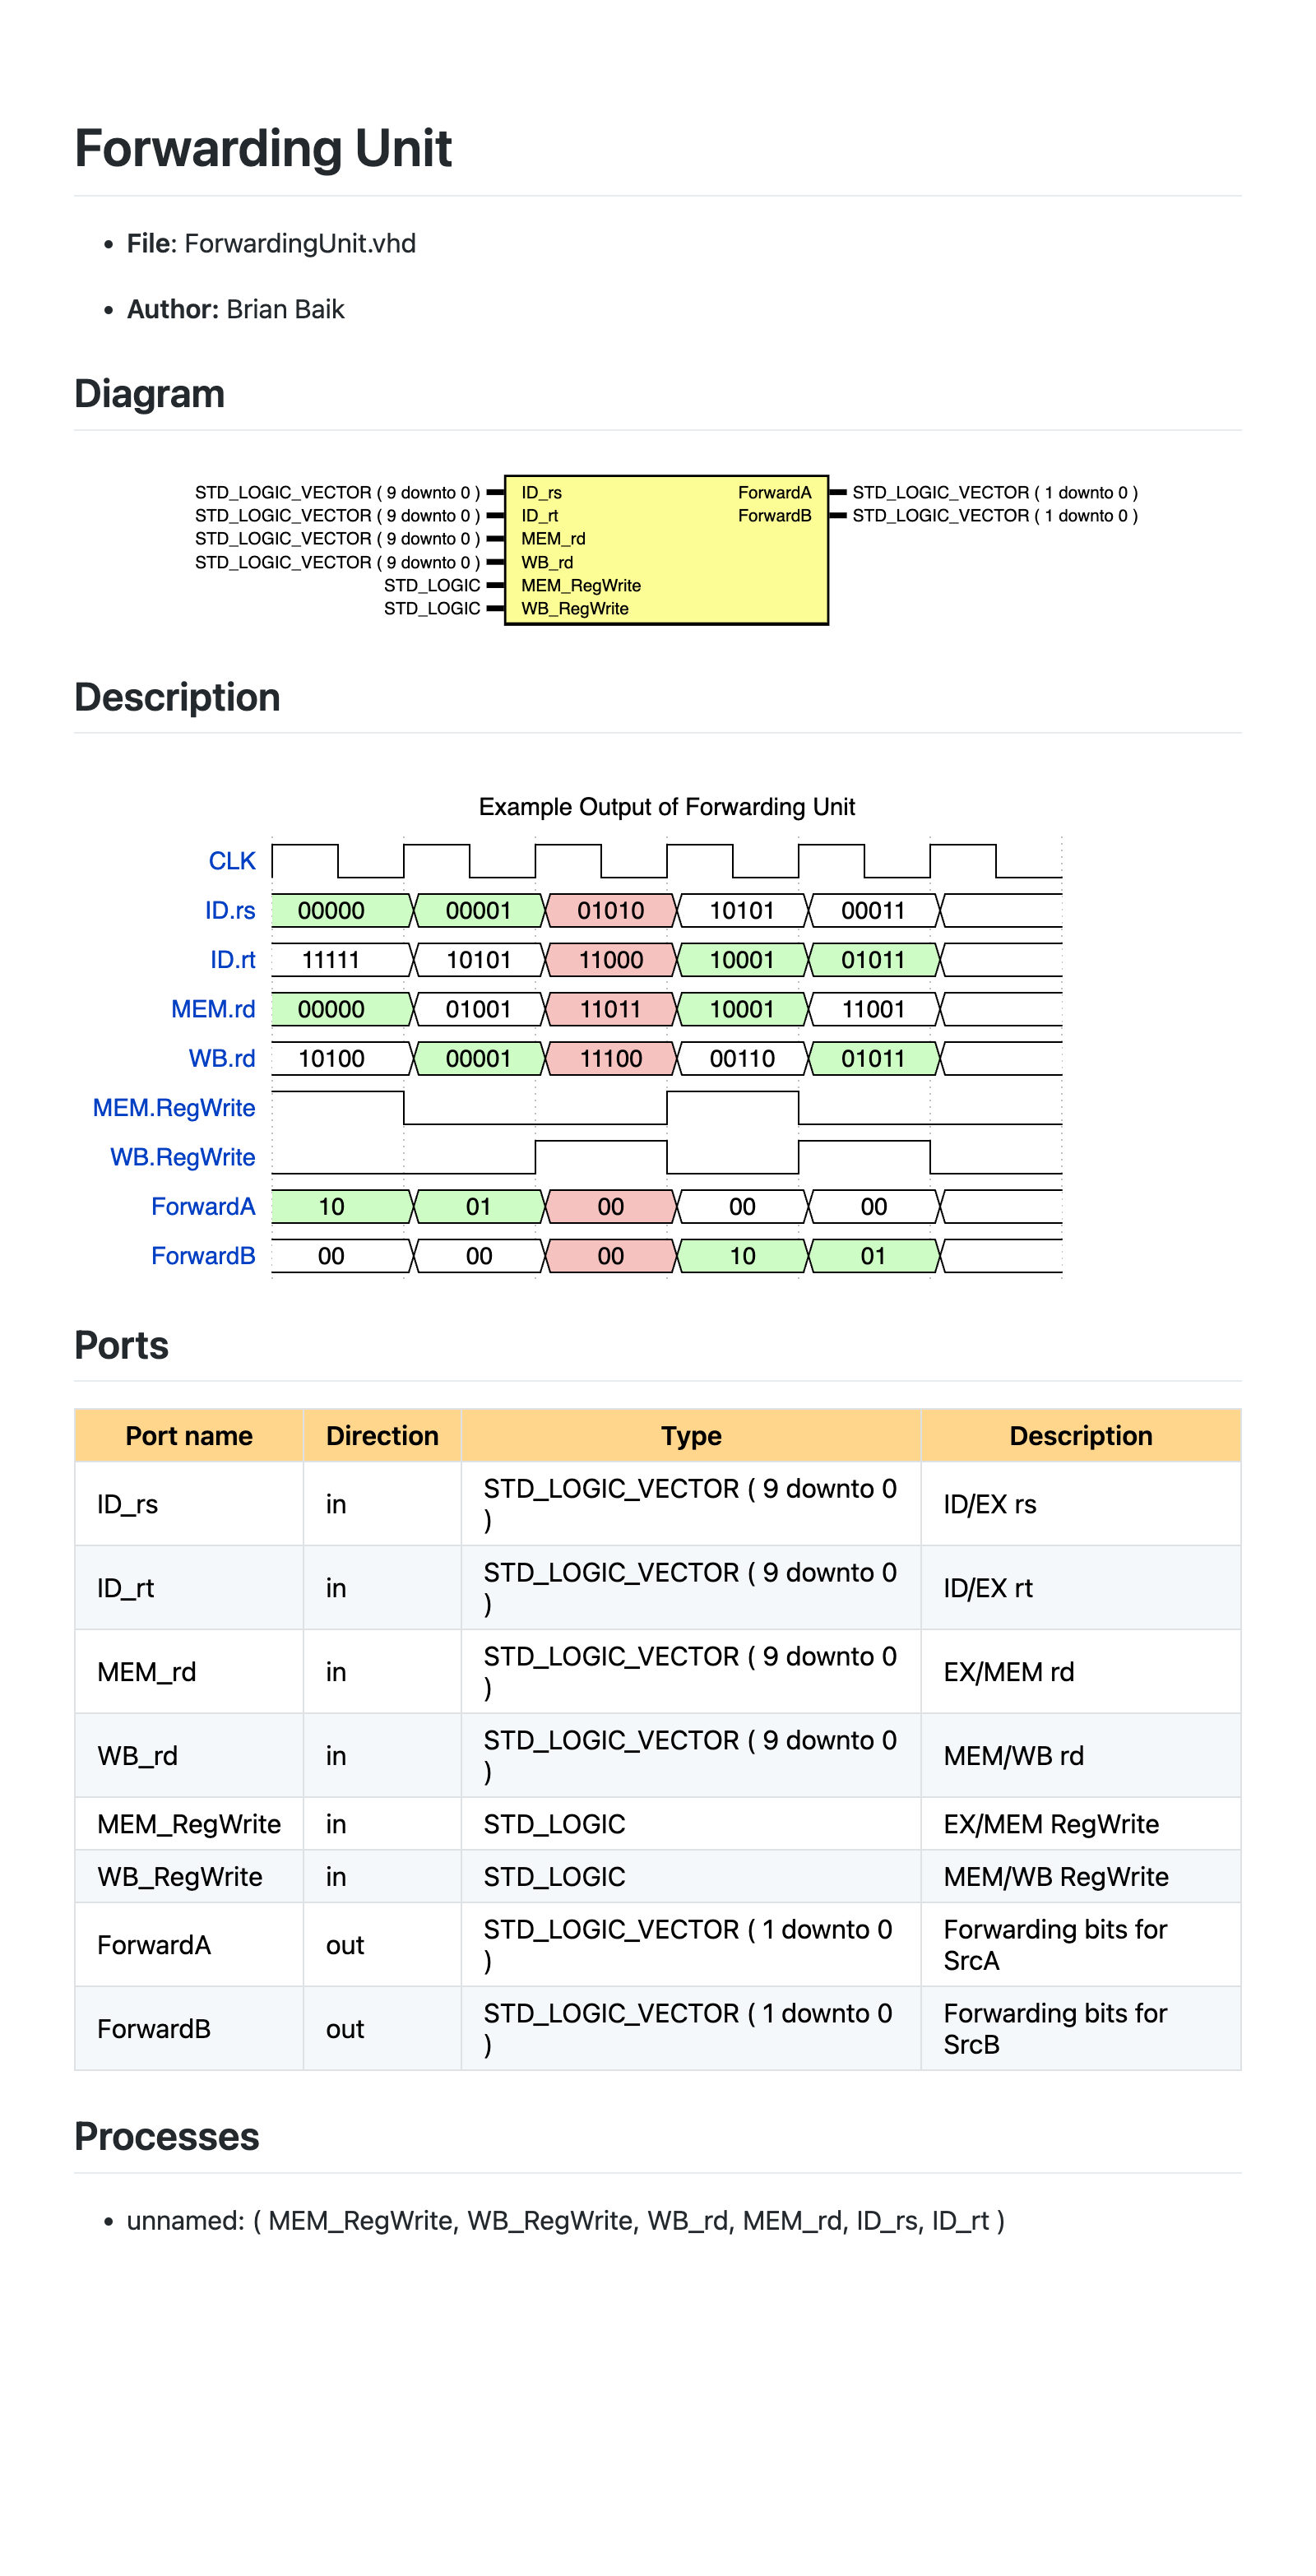 Forwarding Unit
• File: ForwardingUnit.vhd
• Author: Brian Baik
Diagram
STD_LOGIC_VECTOR ( 9 downto 0 ) ID_rs ForwardA STD_LOGIC_VECTOR ( 1 downto 0 )
STD_LOGIC_VECTOR ( 9 downto 0 ) ID_rt ForwardB STD_LOGIC_VECTOR ( 1 downto 0 )
STD_LOGIC_VECTOR ( 9 downto 0 ) MEM_rd
STD_LOGIC_VECTOR ( 9 downto 0 ) WB_rd
STD_LOGIC MEM_RegWrite
STD_LOGIC WB_RegWrite
Description
Example Output of Forwarding Unit
CLK
ID.rs 00000 00001 01010 10101 00011
ID.rt 11111 10101 11000 10001 01011
MEM.rd 00000 01001 11011 10001 11001
WB.rd 10100 00001 11100 00110 01011
MEM.RegWrite
WB.RegWrite
ForwardA 10 01 00 00 00
ForwardB 00 00 00 10 01
Ports
Port name Direction Type Description
ID_rs in STD_LOGIC_VECTOR ( 9 downto 0
) ID/EX rs
ID_rt in STD_LOGIC_VECTOR ( 9 downto 0
) ID/EX rt
MEM_rd in STD_LOGIC_VECTOR ( 9 downto 0
) EX/MEM rd
WB_rd in STD_LOGIC_VECTOR ( 9 downto 0
) MEM/WB rd
MEM_RegWrite in STD_LOGIC EX/MEM RegWrite
WB_RegWrite in STD_LOGIC MEM/WB RegWrite
ForwardA out STD_LOGIC_VECTOR ( 1 downto 0
) Forwarding bits for
SrcA
ForwardB out STD_LOGIC_VECTOR ( 1 downto 0
) Forwarding bits for
SrcB
Processes
• unnamed: ( MEM_RegWrite, WB_RegWrite, WB_rd, MEM_rd, ID_rs, ID_rt )